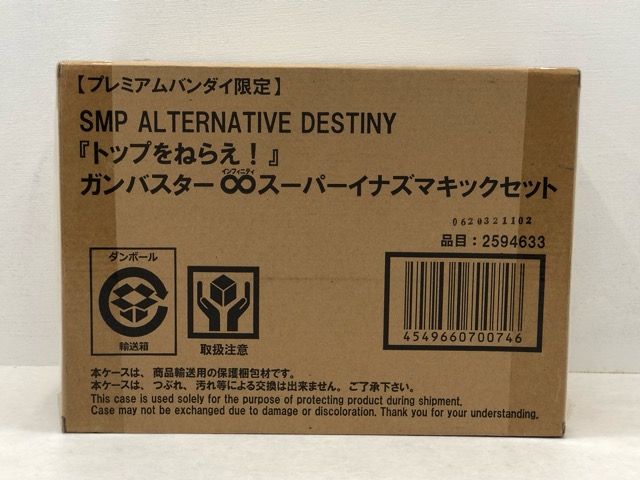 【プレミアムバンダイ限定】
SMP ALTERNATIVE DESTINY
『トップをねらえ！』
インフィニティ
ガンバスター∞スーパーイナズマキックセット
0620321102
品目：2594633
ダンボール
輸送箱
取扱注意
4549660700746
本ケースは、商品輸送用の保護梱包材です。
本ケースは、つぶれ、汚れ等による交換は出来ません。ご了承下さい。
This case is used solely for the purpose of protecting product during shipment.
Case may not be exchanged due to damage or discoloration. Thank you for your understanding.